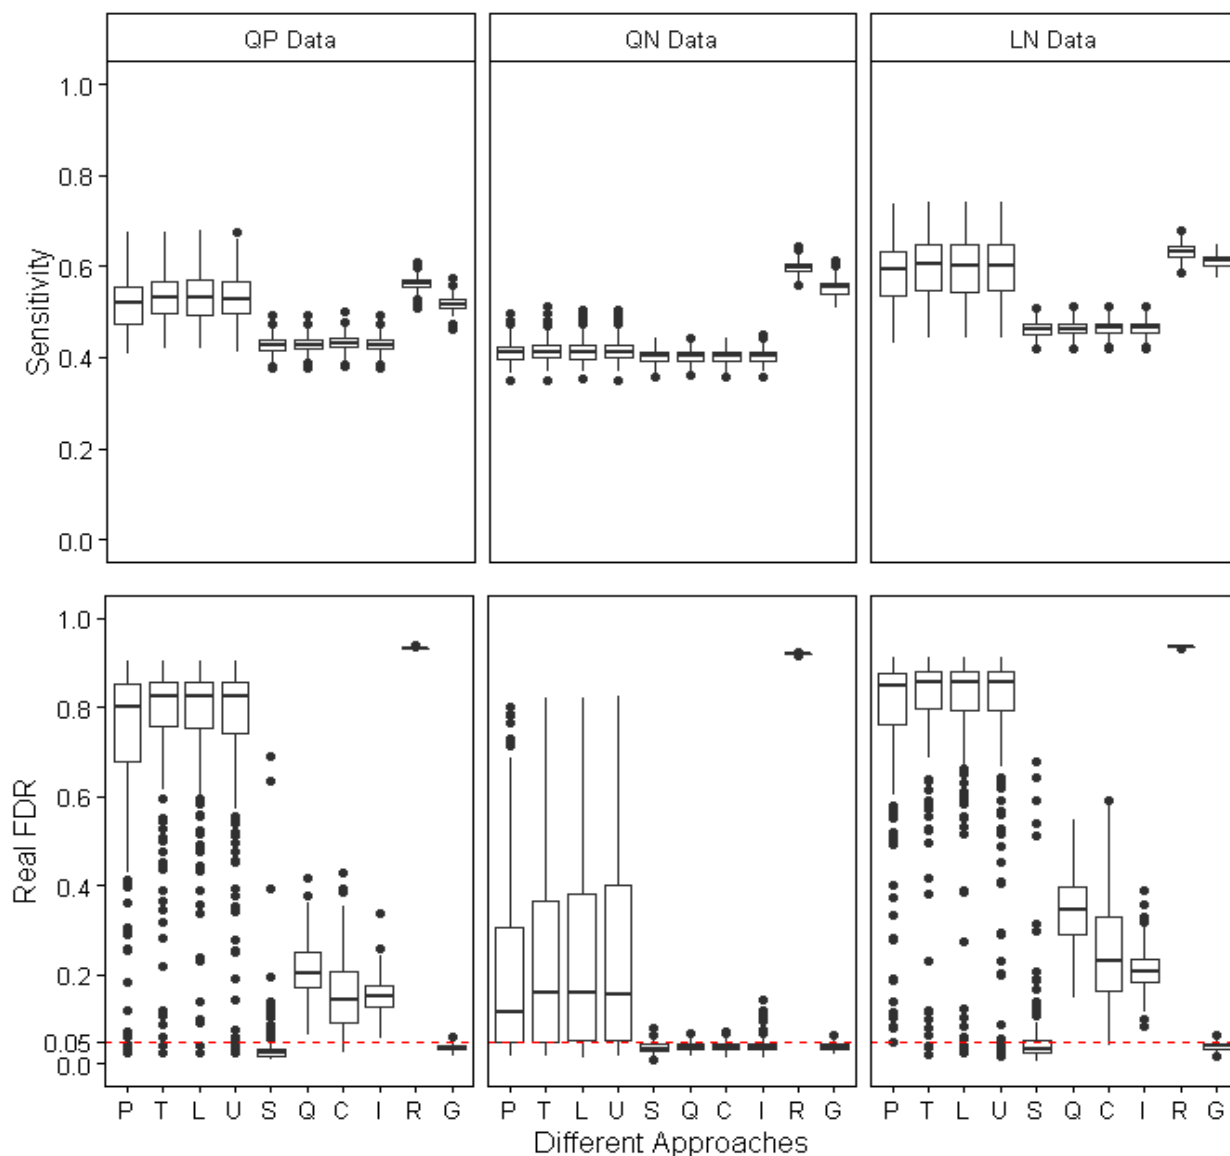 QP Data
QN Data
LN Data
Sensitivity
1.0
0.8
0.6
0.4
0.2
0.0
Real FDR
1.0
0.8
0.6
0.4
0.2
0.05
0.0
P T L U S Q C I R G
P T L U S Q C I R G
P T L U S Q C I R G
Different Approaches